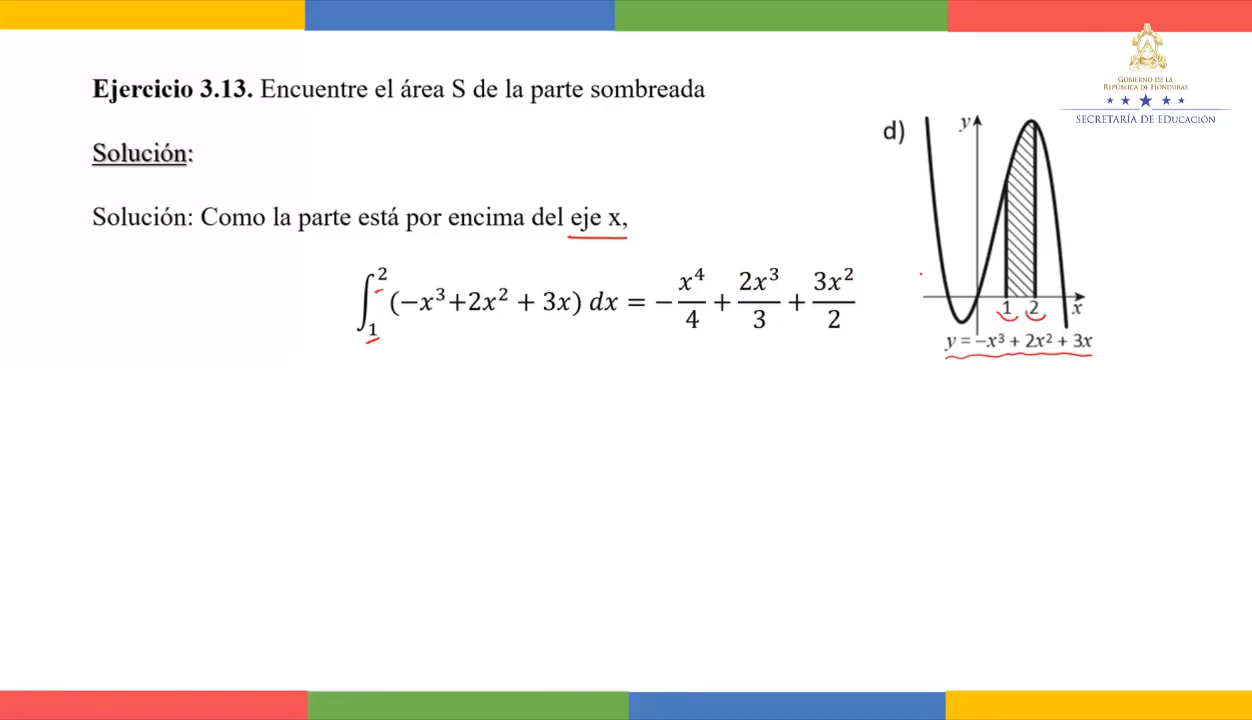 Ejercicio 3.13. Encuentre el área S de la parte sombreada
GOBIERNO DE LA
REPÚBLICA DE HONDURAS
SECRETARÍA DE EDUCACIÓN
Solución:
Solución: Como la parte está por encima del eje x,
∫₁² (−x³+2x² + 3x) dx = −x⁴/4 + 2x³/3 + 3x²/2
d)
y
1 2 x
y = −x³ + 2x² + 3x